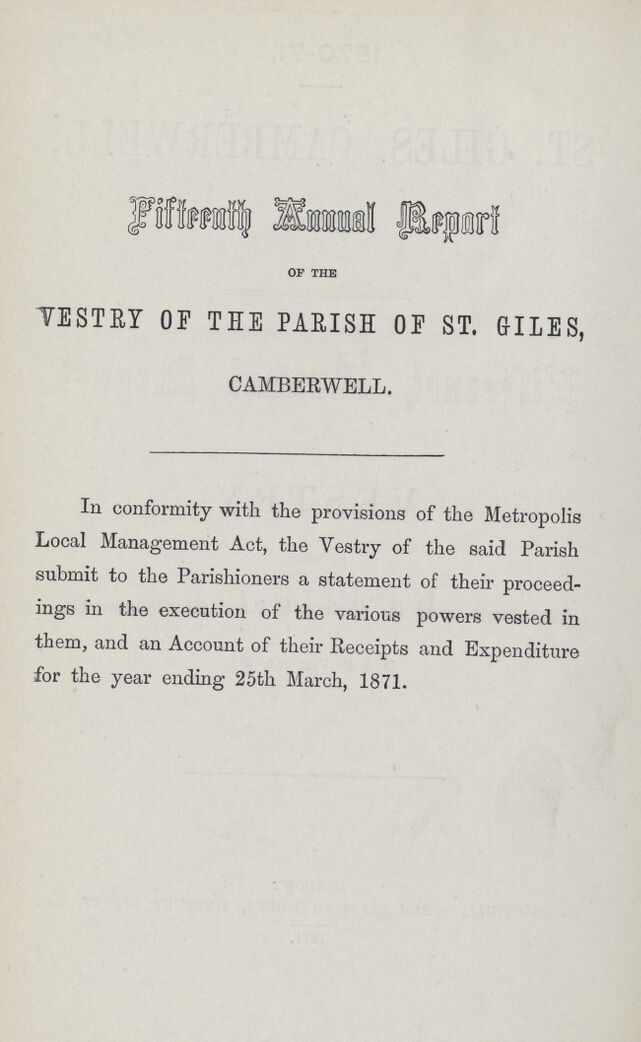 Fifteenth Annual Report
OF THE
VESTRY OF THE PARISH OF ST. GILES,
CAMBERWELL.
In conformity with the provisions of the Metropolis
Local Management Act, the Vestry of the said Parish
submit to the Parishioners a statement of their proceed-
ings in the execution of the various powers vested in
them, and an Account of their Receipts and Expenditure
for the year ending 25th March, 1871.